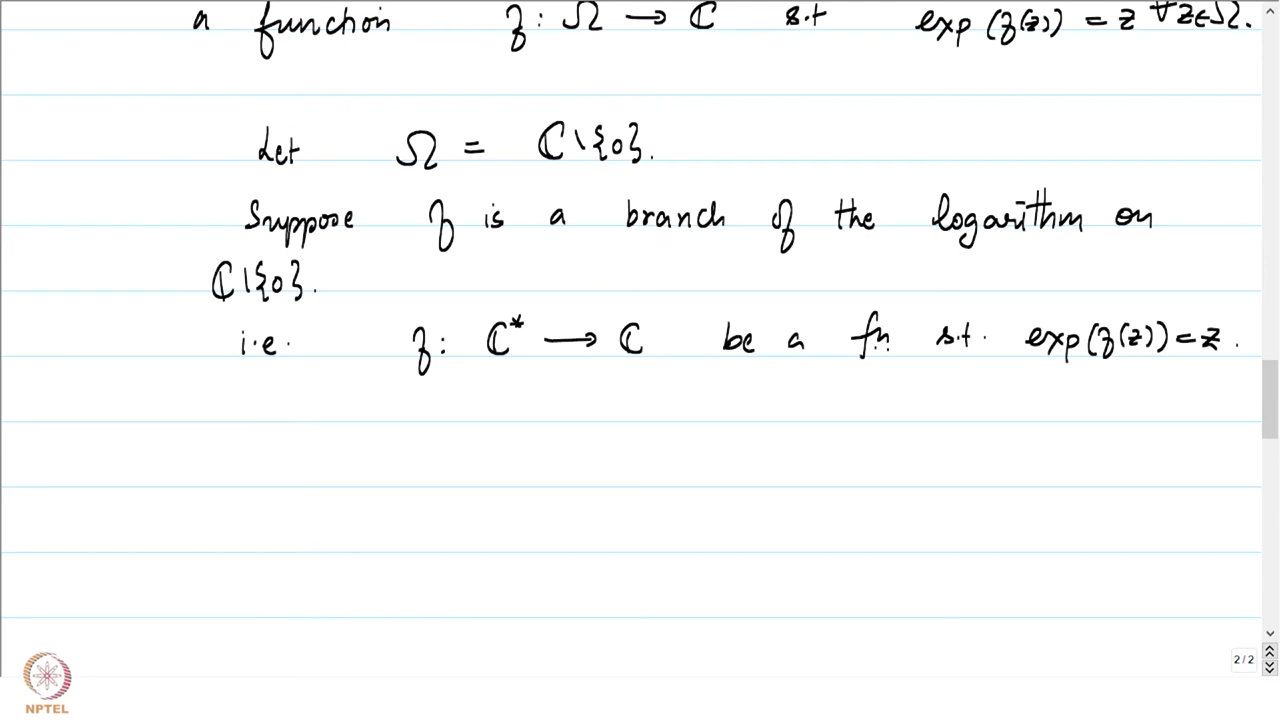 a function f : Ω → ℂ s.t exp (f(z)) = z ∀ z∈Ω.
Let Ω = ℂ \ {0}.
Suppose f is a branch of the logarithm on
ℂ \ {0}.
i.e. f : ℂ* → ℂ be a fn. s.t. exp(f(z)) = z.
2 / 2
NPTEL